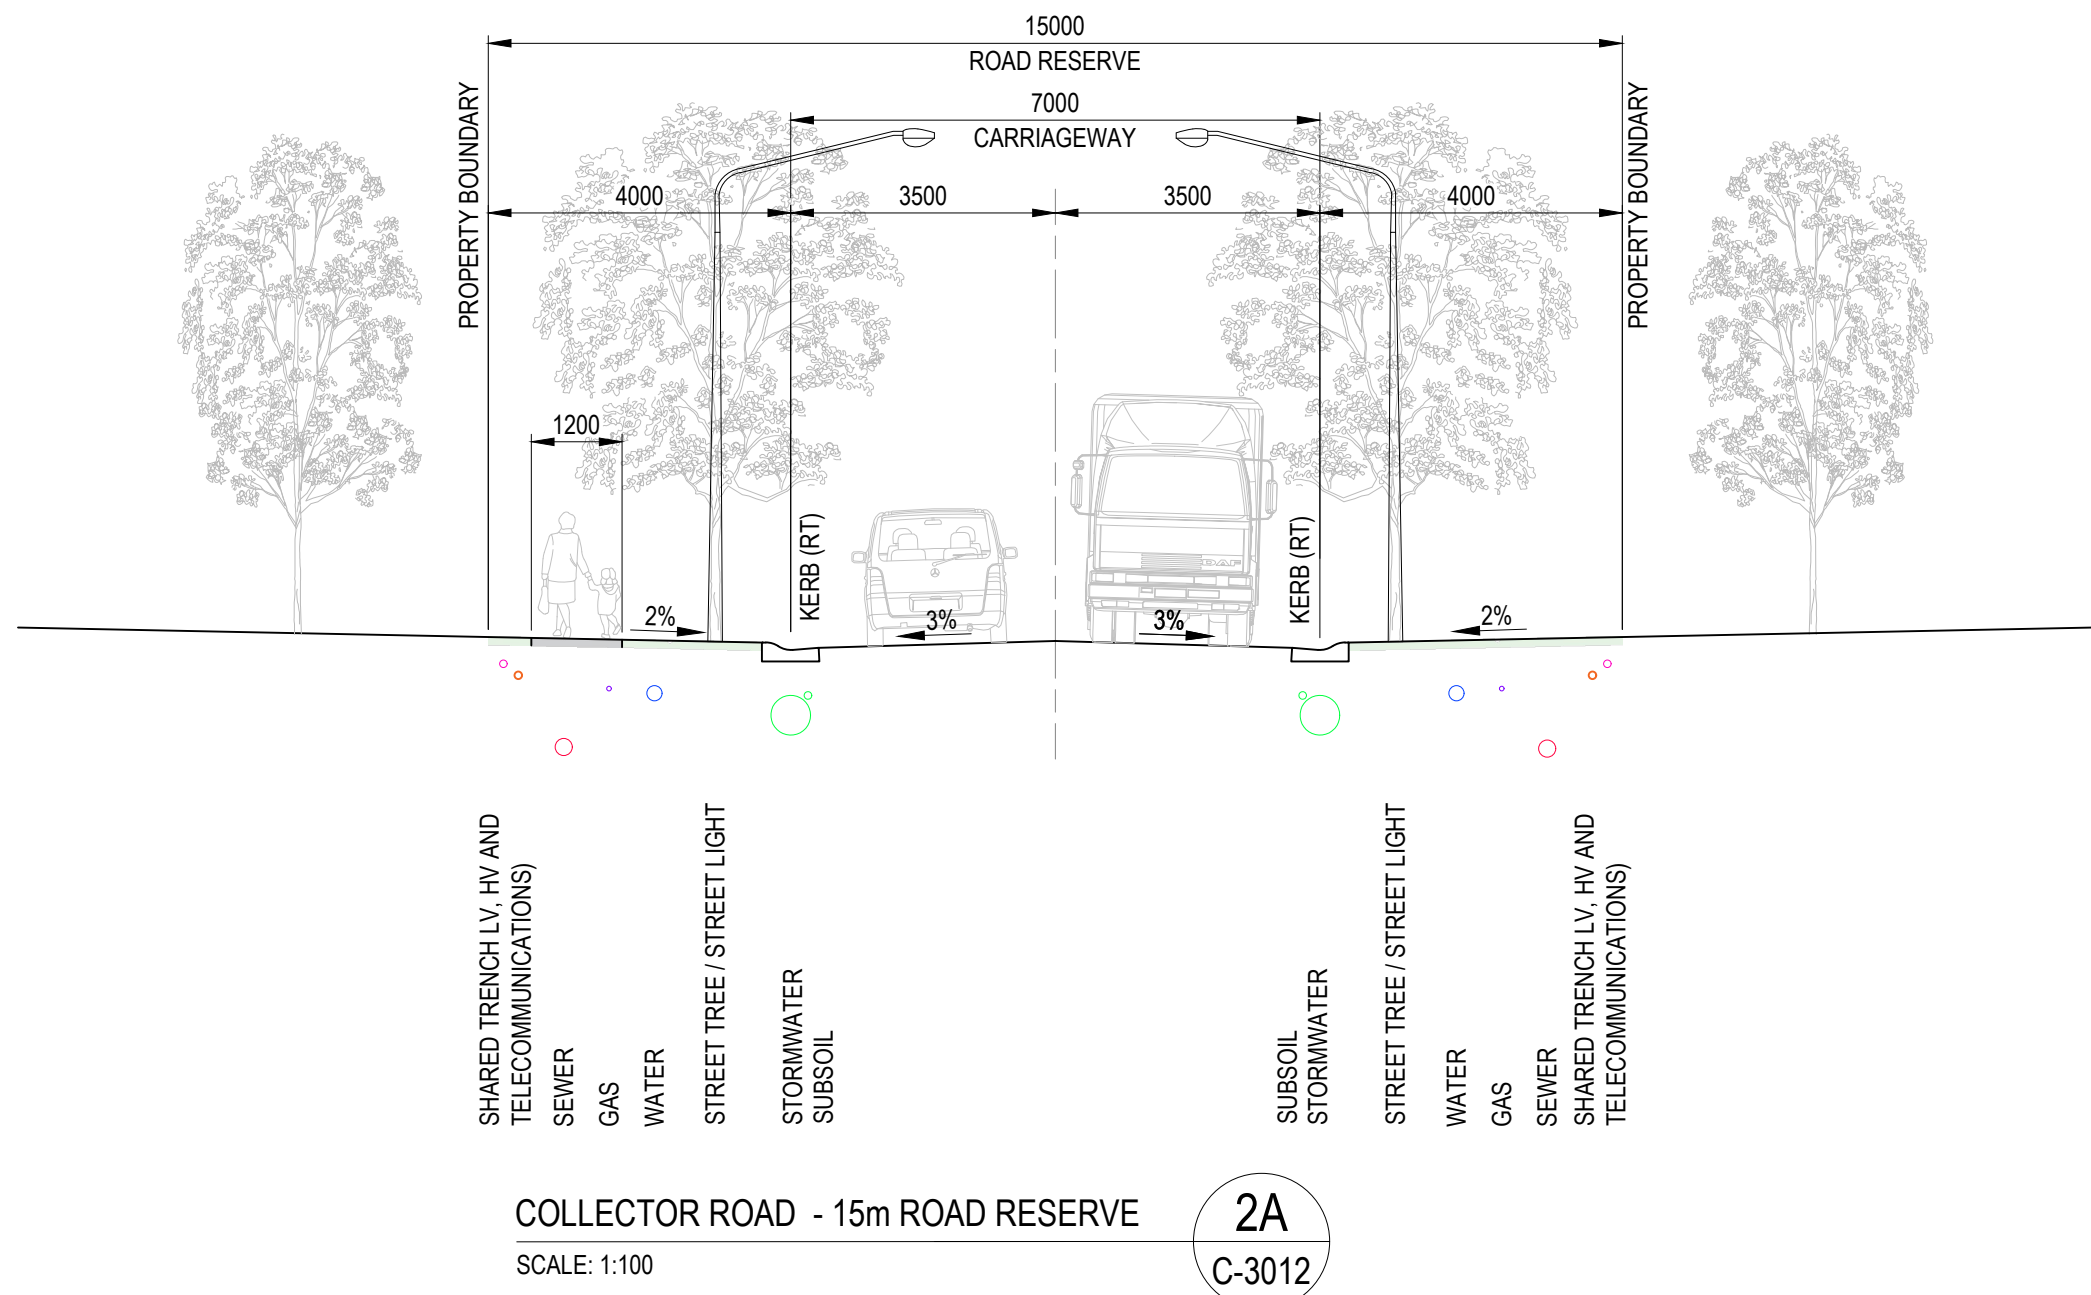 15000
ROAD RESERVE
7000
CARRIAGEWAY
PROPERTY BOUNDARY
PROPERTY BOUNDARY
4000
3500
3500
4000
1200
KERB (RT)
KERB (RT)
2%
3%
3%
2%
DAF
SHARED TRENCH LV, HV AND
TELECOMMUNICATIONS)
SEWER
GAS
WATER
STREET TREE / STREET LIGHT
STORMWATER
SUBSOIL
SUBSOIL
STORMWATER
STREET TREE / STREET LIGHT
WATER
GAS
SEWER
SHARED TRENCH LV, HV AND
TELECOMMUNICATIONS)
COLLECTOR ROAD - 15m ROAD RESERVE
2A
SCALE: 1:100
C-3012